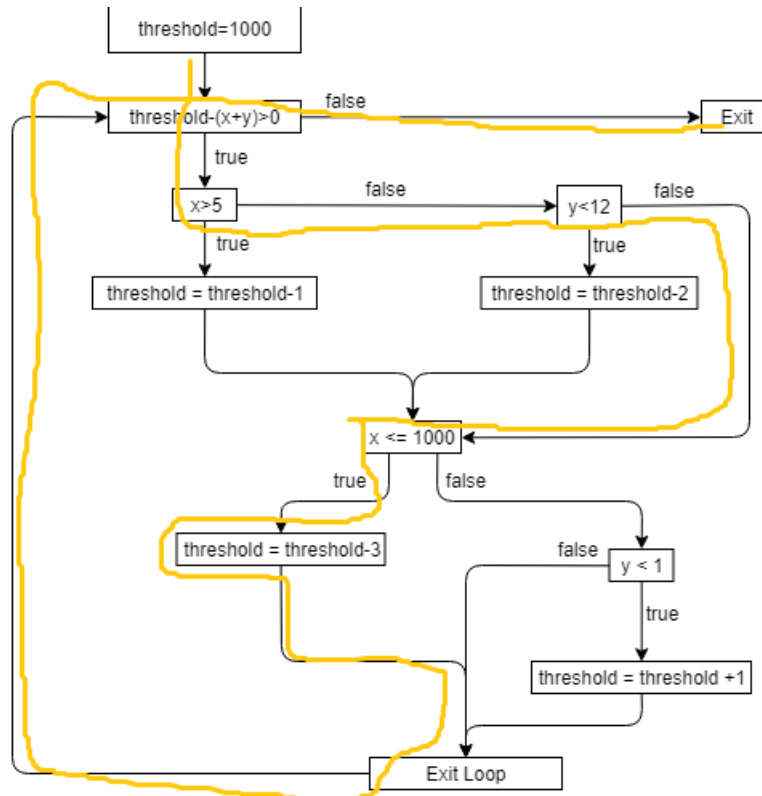 threshold=1000
false
threshold-(x+y)>0
Exit
true
false
false
x>5
y<12
true
true
threshold = threshold-1
threshold = threshold-2
x <= 1000
true
false
threshold = threshold-3
false
y < 1
true
threshold = threshold +1
Exit Loop